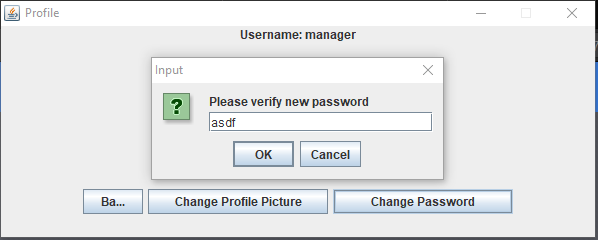 Profile
Username: manager
Input
?
Please verify new password
asdf
OK Cancel
Ba... Change Profile Picture Change Password